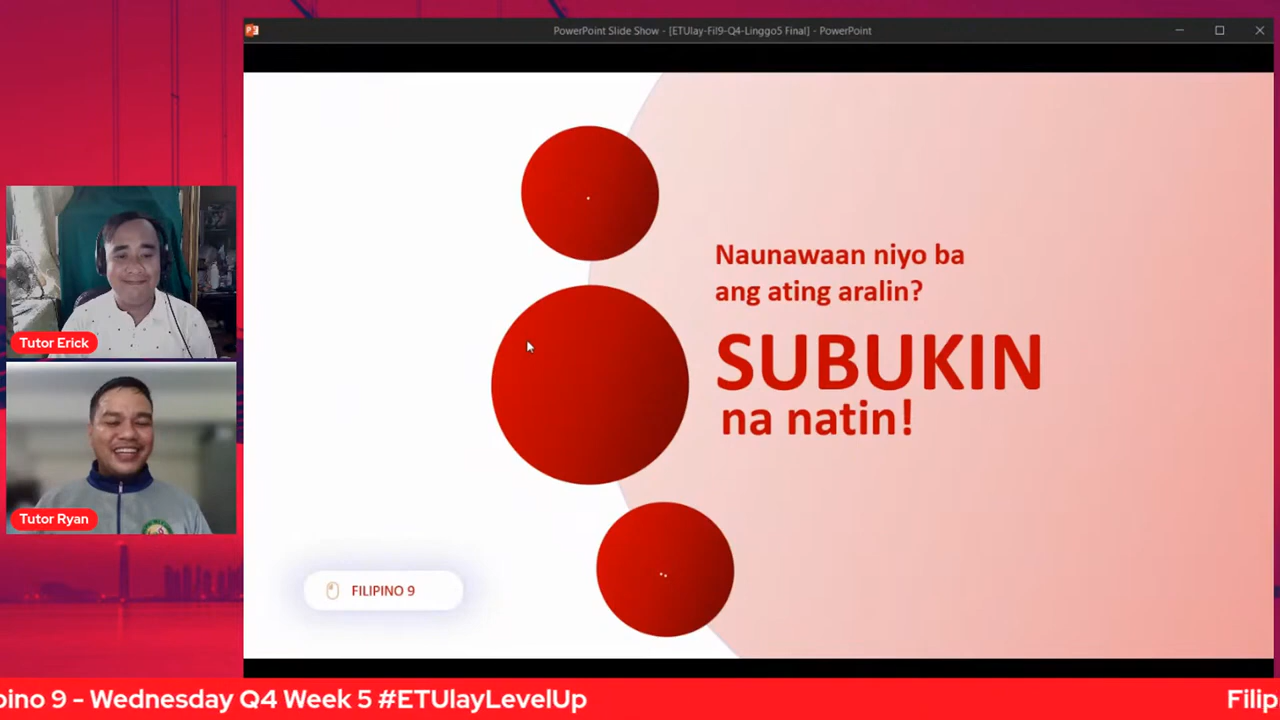 PowerPoint Slide Show - [ETUlay-Fil9-Q4-Linggo5 Final] - PowerPoint
Naunawaan niyo ba
ang ating aralin?
SUBUKIN
na natin!
Tutor Erick
Tutor Ryan
FILIPINO 9
pino 9 - Wednesday Q4 Week 5 #ETUlayLevelUp
Filip